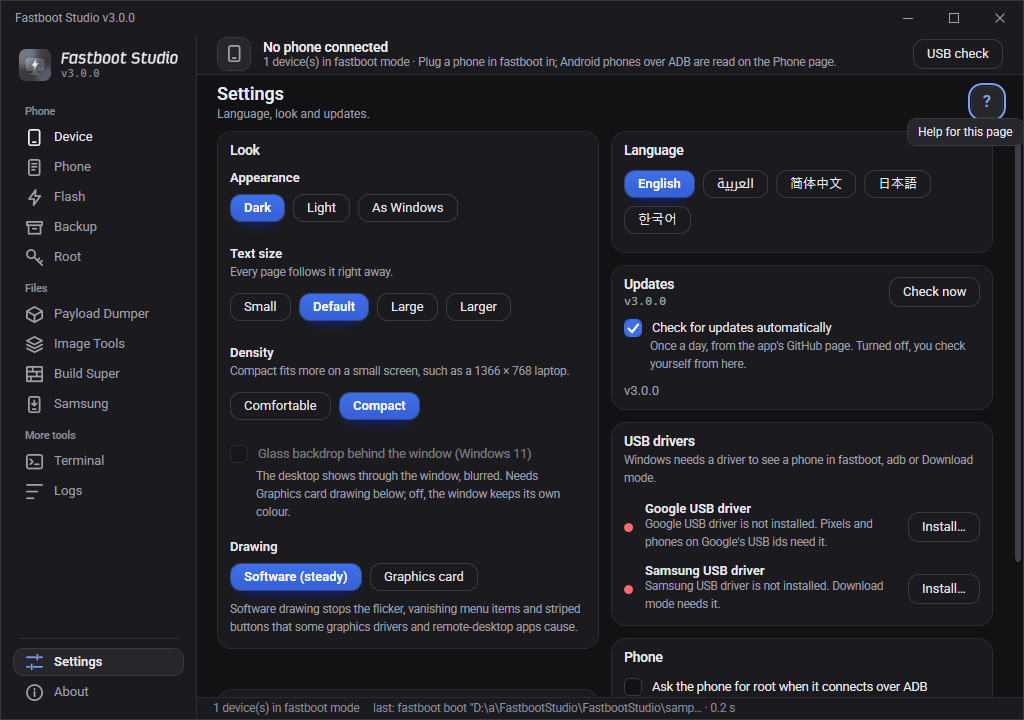 Fastboot Studio v3.0.0
Fastboot Studio
v3.0.0
Phone
Device
Phone
Flash
Backup
Root
Files
Payload Dumper
Image Tools
Build Super
Samsung
More tools
Terminal
Logs
Settings
About
No phone connected
1 device(s) in fastboot mode · Plug a phone in fastboot in; Android phones over ADB are read on the Phone page.
USB check
Settings
Language, look and updates.
?
Help for this page
Look
Appearance
Dark
Light
As Windows
Text size
Every page follows it right away.
Small
Default
Large
Larger
Density
Compact fits more on a small screen, such as a 1366 × 768 laptop.
Comfortable
Compact
Glass backdrop behind the window (Windows 11)
The desktop shows through the window, blurred. Needs
Graphics card drawing below; off, the window keeps its own
colour.
Drawing
Software (steady)
Graphics card
Software drawing stops the flicker, vanishing menu items and striped
buttons that some graphics drivers and remote-desktop apps cause.
Language
English
العربية
简体中文
日本語
한국어
Updates
v3.0.0
Check now
Check for updates automatically
Once a day, from the app's GitHub page. Turned off, you check
yourself from here.
v3.0.0
USB drivers
Windows needs a driver to see a phone in fastboot, adb or Download
mode.
Google USB driver
Google USB driver is not installed. Pixels and
phones on Google's USB ids need it.
Install...
Samsung USB driver
Samsung USB driver is not installed. Download
mode needs it.
Install...
Phone
Ask the phone for root when it connects over ADB
1 device(s) in fastboot mode
last: fastboot boot "D:\a\FastbootStudio\FastbootStudio\samp... · 0.2 s